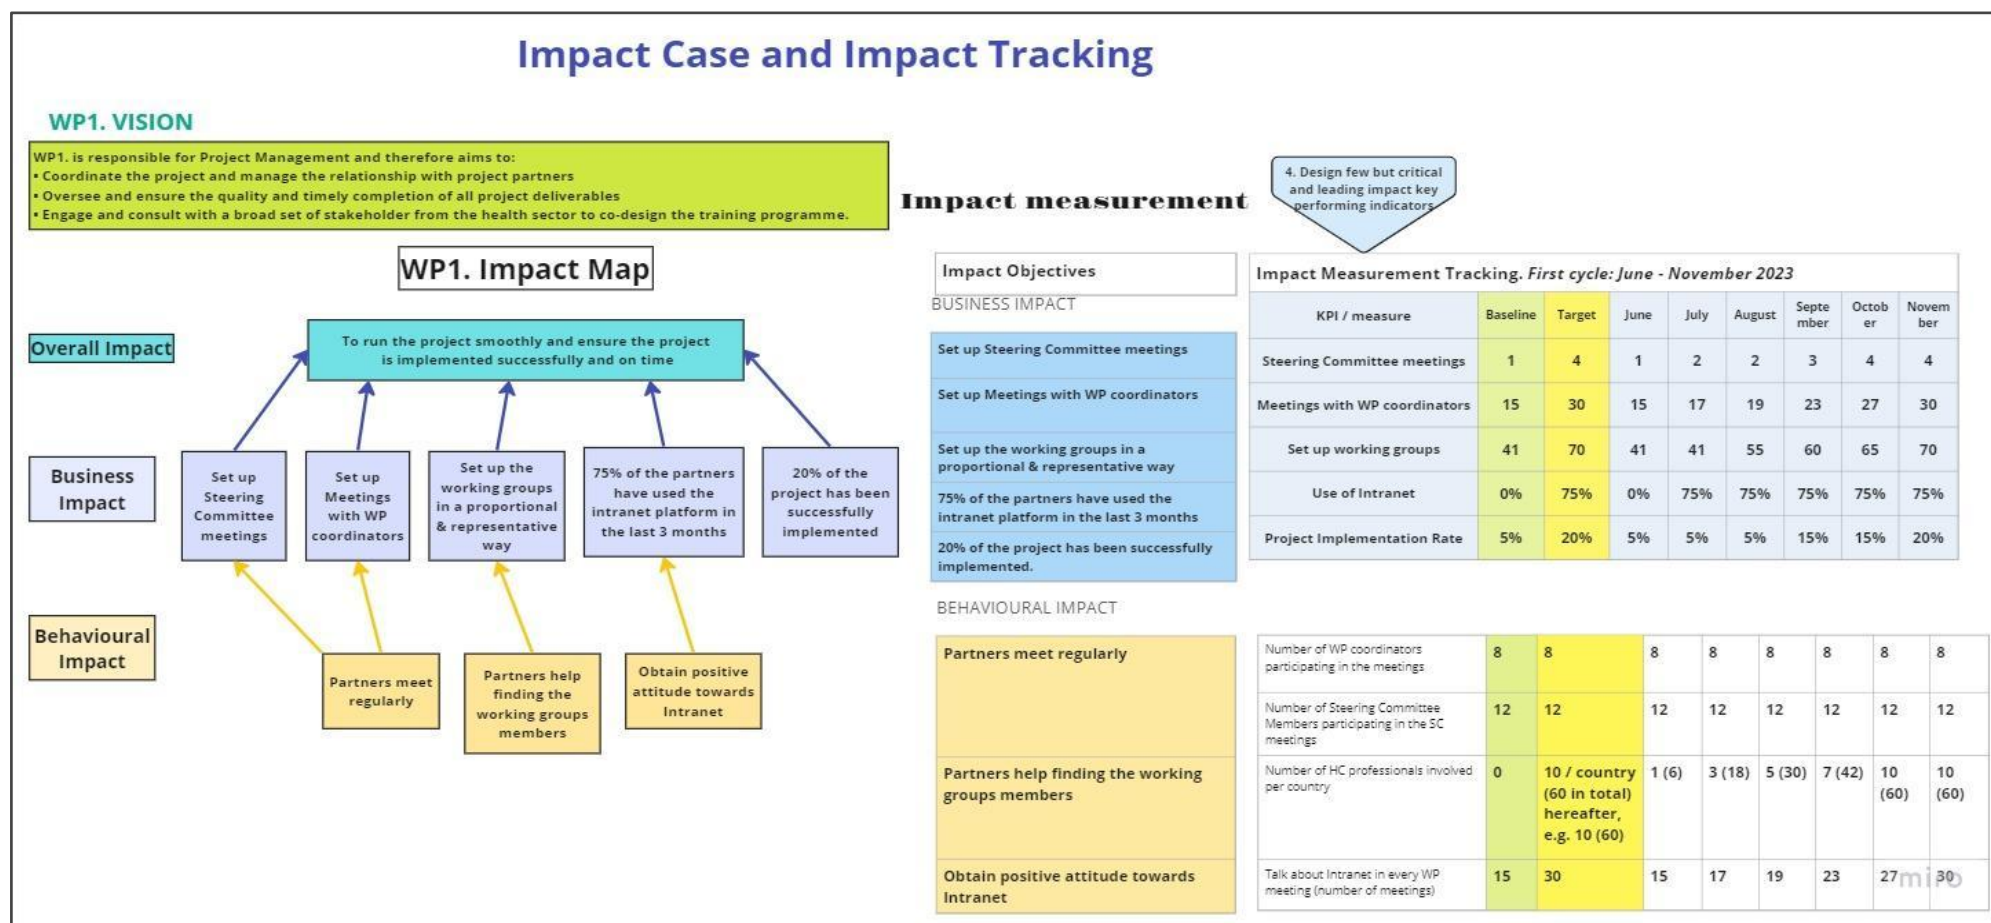 Impact Case and Impact Tracking
WP1. VISION
WP1. is responsible for Project Management and therefore aims to:
• Coordinate the project and manage the relationship with project partners
• Oversee and ensure the quality and timely completion of all project deliverables
• Engage and consult with a broad set of stakeholder from the health sector to co-design the training programme.
WP1. Impact Map
Overall Impact
To run the project smoothly and ensure the project
is implemented successfully and on time
Business
Impact
Set up
Steering
Committee
meetings
Set up
Meetings
with WP
coordinators
Set up the
working groups
in a proportional
& representative
way
75% of the partners
have used the
intranet platform in
the last 3 months
20% of the
project has been
successfully
implemented
Behavioural
Impact
Partners meet
regularly
Partners help
finding the
working groups
members
Obtain positive
attitude towards
Intranet
Impact measurement
4. Design few but critical
and leading impact key
performing indicators
Impact Objectives
BUSINESS IMPACT
Set up Steering Committee meetings
Set up Meetings with WP coordinators
Set up the working groups in a
proportional & representative way
75% of the partners have used the
intranet platform in the last 3 months
20% of the project has been successfully
implemented.
Impact Measurement Tracking. First cycle: June - November 2023
KPI / measure Baseline Target June July August Septe
mber Octob
er Novem
ber
Steering Committee meetings 1 4 1 2 2 3 4 4
Meetings with WP coordinators 15 30 15 17 19 23 27 30
Set up working groups 41 70 41 41 55 60 65 70
Use of Intranet 0% 75% 0% 75% 75% 75% 75% 75%
Project Implementation Rate 5% 20% 5% 5% 5% 15% 15% 20%
BEHAVIOURAL IMPACT
Partners meet regularly
Partners help finding the working
groups members
Obtain positive attitude towards
Intranet
Number of WP coordinators
participating in the meetings
8 8 8 8 8 8 8 8
Number of Steering Committee
Members participating in the SC
meetings
12 12 12 12 12 12 12 12
Number of HC professionals involved
per country
0
10 / country
(60 in total)
hereafter,
e.g. 10 (60)
1 (6) 3 (18) 5 (30) 7 (42) 10
(60) 10
(60)
Talk about Intranet in every WP
meeting (number of meetings)
15 30 15 17 19 23 27 30
miro